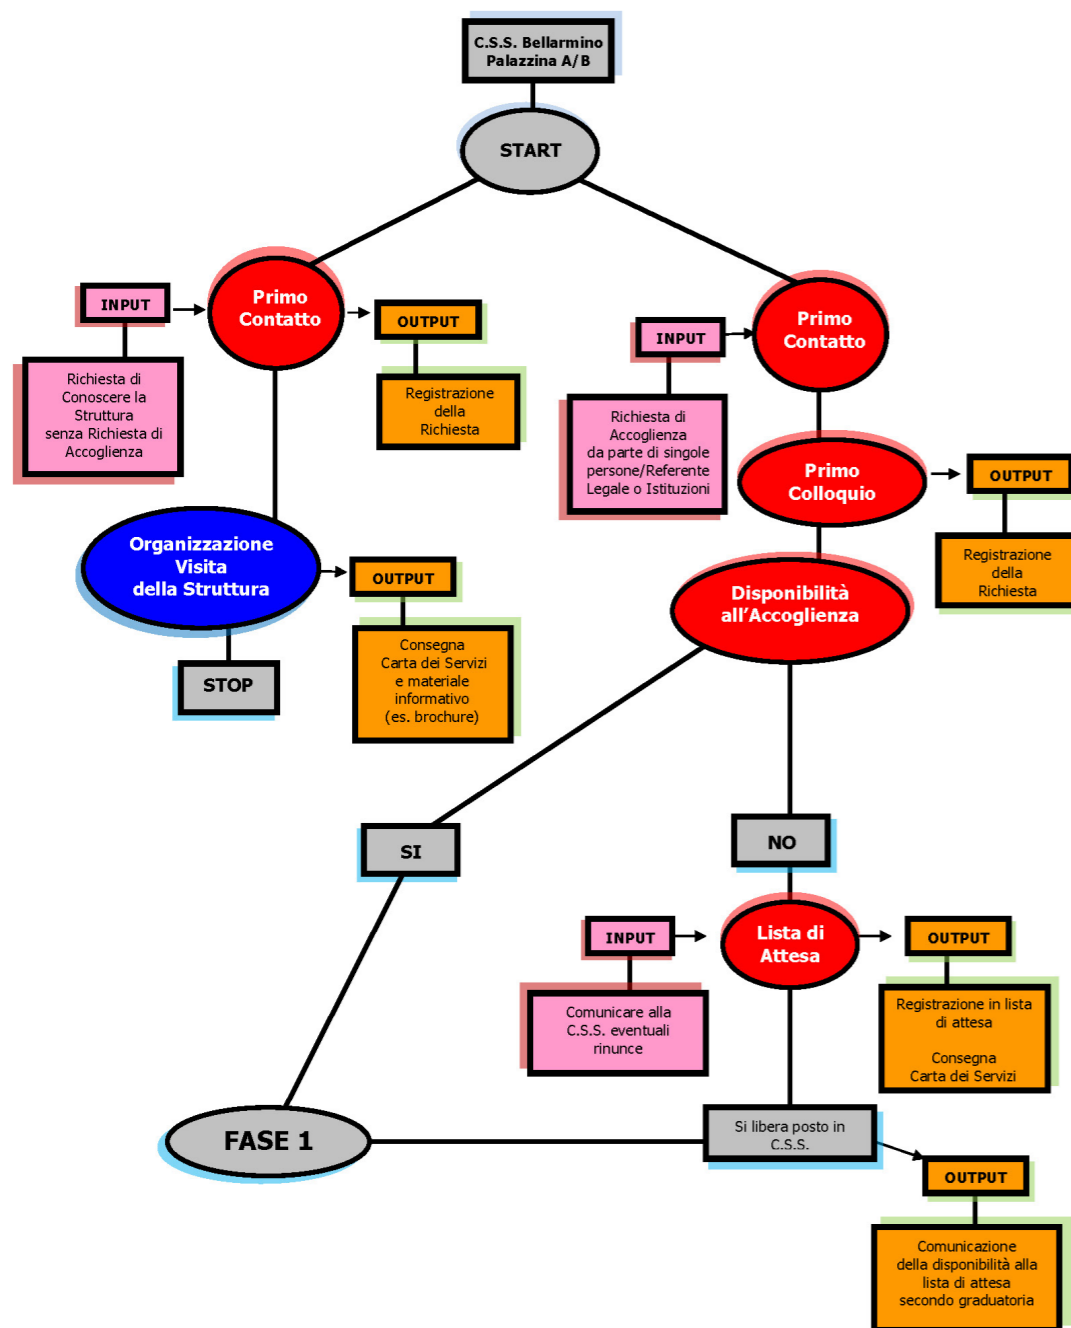 C.S.S. Bellarmino
Palazzina A/B
START
Primo
Contatto
INPUT
OUTPUT
Richiesta di
Conoscere la
Struttura
senza Richiesta di
Accoglienza
Registrazione
della
Richiesta
Organizzazione
Visita
della Struttura
OUTPUT
Consegna
Carta dei Servizi
e materiale
informativo
(es. brochure)
STOP
Primo
Contatto
INPUT
Richiesta di
Accoglienza
da parte di singole
persone/Referente
Legale o Istituzioni
Primo
Colloquio
OUTPUT
Registrazione
della
Richiesta
Disponibilità
all'Accoglienza
SI
NO
INPUT
Lista di
Attesa
OUTPUT
Comunicare alla
C.S.S. eventuali
rinunce
Registrazione in lista
di attesa
Consegna
Carta dei Servizi
FASE 1
Si libera posto in
C.S.S.
OUTPUT
Comunicazione
della disponibilità alla
lista di attesa
secondo graduatoria